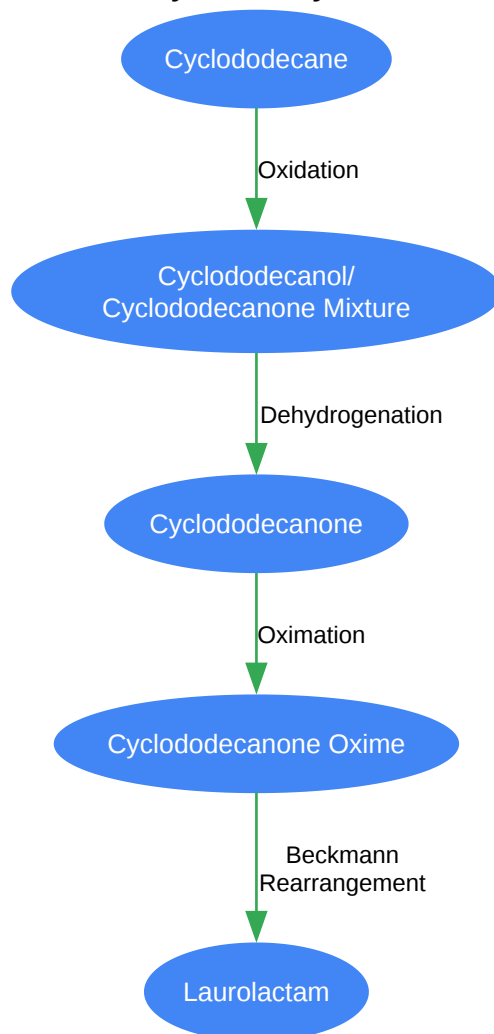 Cyclododecane
Oxidation
Cyclododecanol/
Cyclododecanone Mixture
Dehydrogenation
Cyclododecanone
Oximation
Cyclododecanone Oxime
Beckmann
Rearrangement
Laurolactam